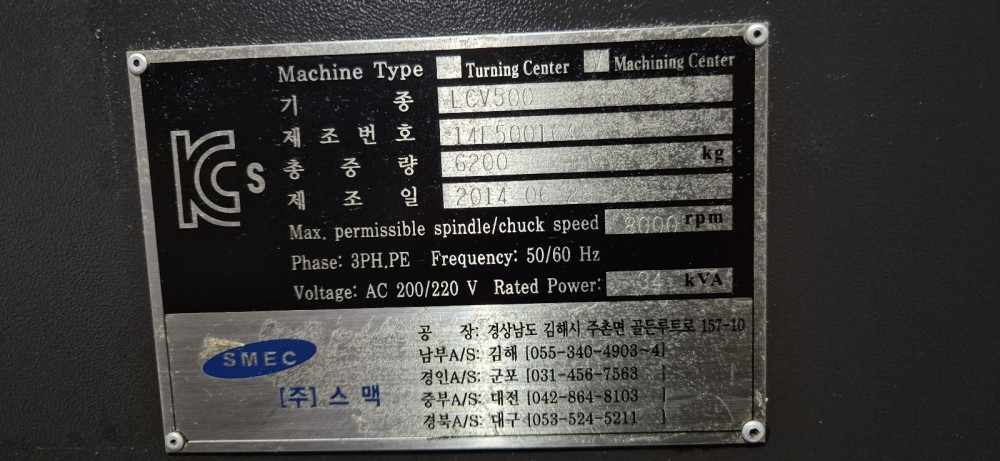 Machine Type Turning Center V Machining Center
기 종 LCV500
제 조 번 호
총 중 량 6200 kg
제 조 일 2014 06
Max. permissible spindle/chuck speed 8000 rpm
Phase: 3PH.PE Frequency: 50/60 Hz
Voltage: AC 200/220 V Rated Power: 34 kVA
KCs
SMEC
[주] 스 맥
공 장: 경상남도 김해시 주촌면 골든루트로 157-10
남부A/S: 김해 [055-340-4903~4]
경인A/S: 군포 [031-456-7563 ]
중부A/S: 대전 [042-864-8103 ]
경북A/S: 대구 [053-524-5211 ]